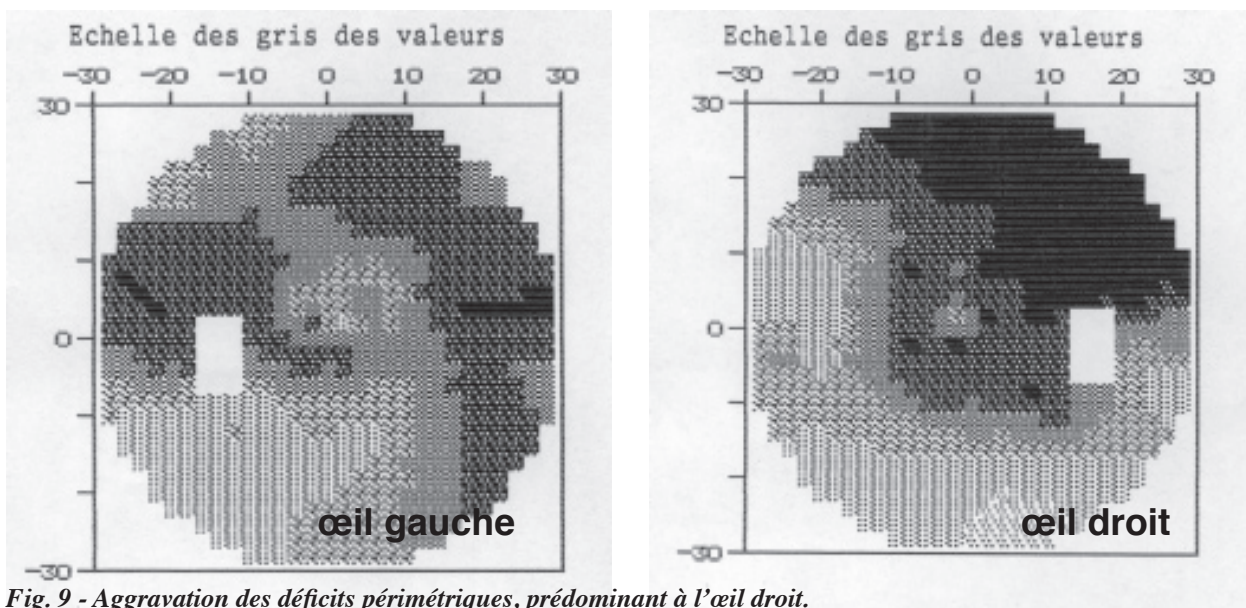 Echelle des gris des valeurs
-30 -20 -10 0 10 20 30
30
0
-30
œil gauche
Echelle des gris des valeurs
-30 -20 -10 0 10 20 30
30
0
-30
œil droit
Fig. 9 - Aggravation des déficits périmétriques, prédominant à l'œil droit.